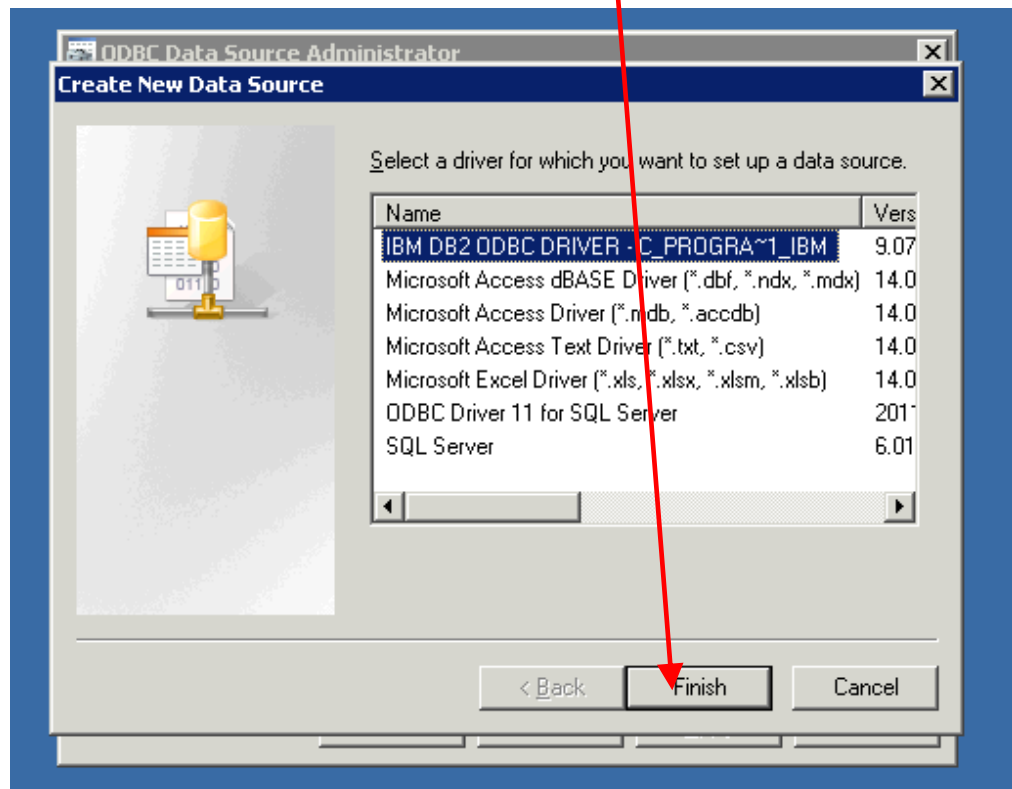 ODBC Data Source Administrator
Create New Data Source
Select a driver for which you want to set up a data source.
Name Vers
IBM DB2 ODBC DRIVER - C_PROGRA~1_IBM 9.07
Microsoft Access dBASE Driver (*.dbf, *.ndx, *.mdx) 14.0
Microsoft Access Driver (*.mdb, *.accdb) 14.0
Microsoft Access Text Driver (*.txt, *.csv) 14.0
Microsoft Excel Driver (*.xls, *.xlsx, *.xlsm, *.xlsb) 14.0
ODBC Driver 11 for SQL Server 2011
SQL Server 6.01
< Back Finish Cancel